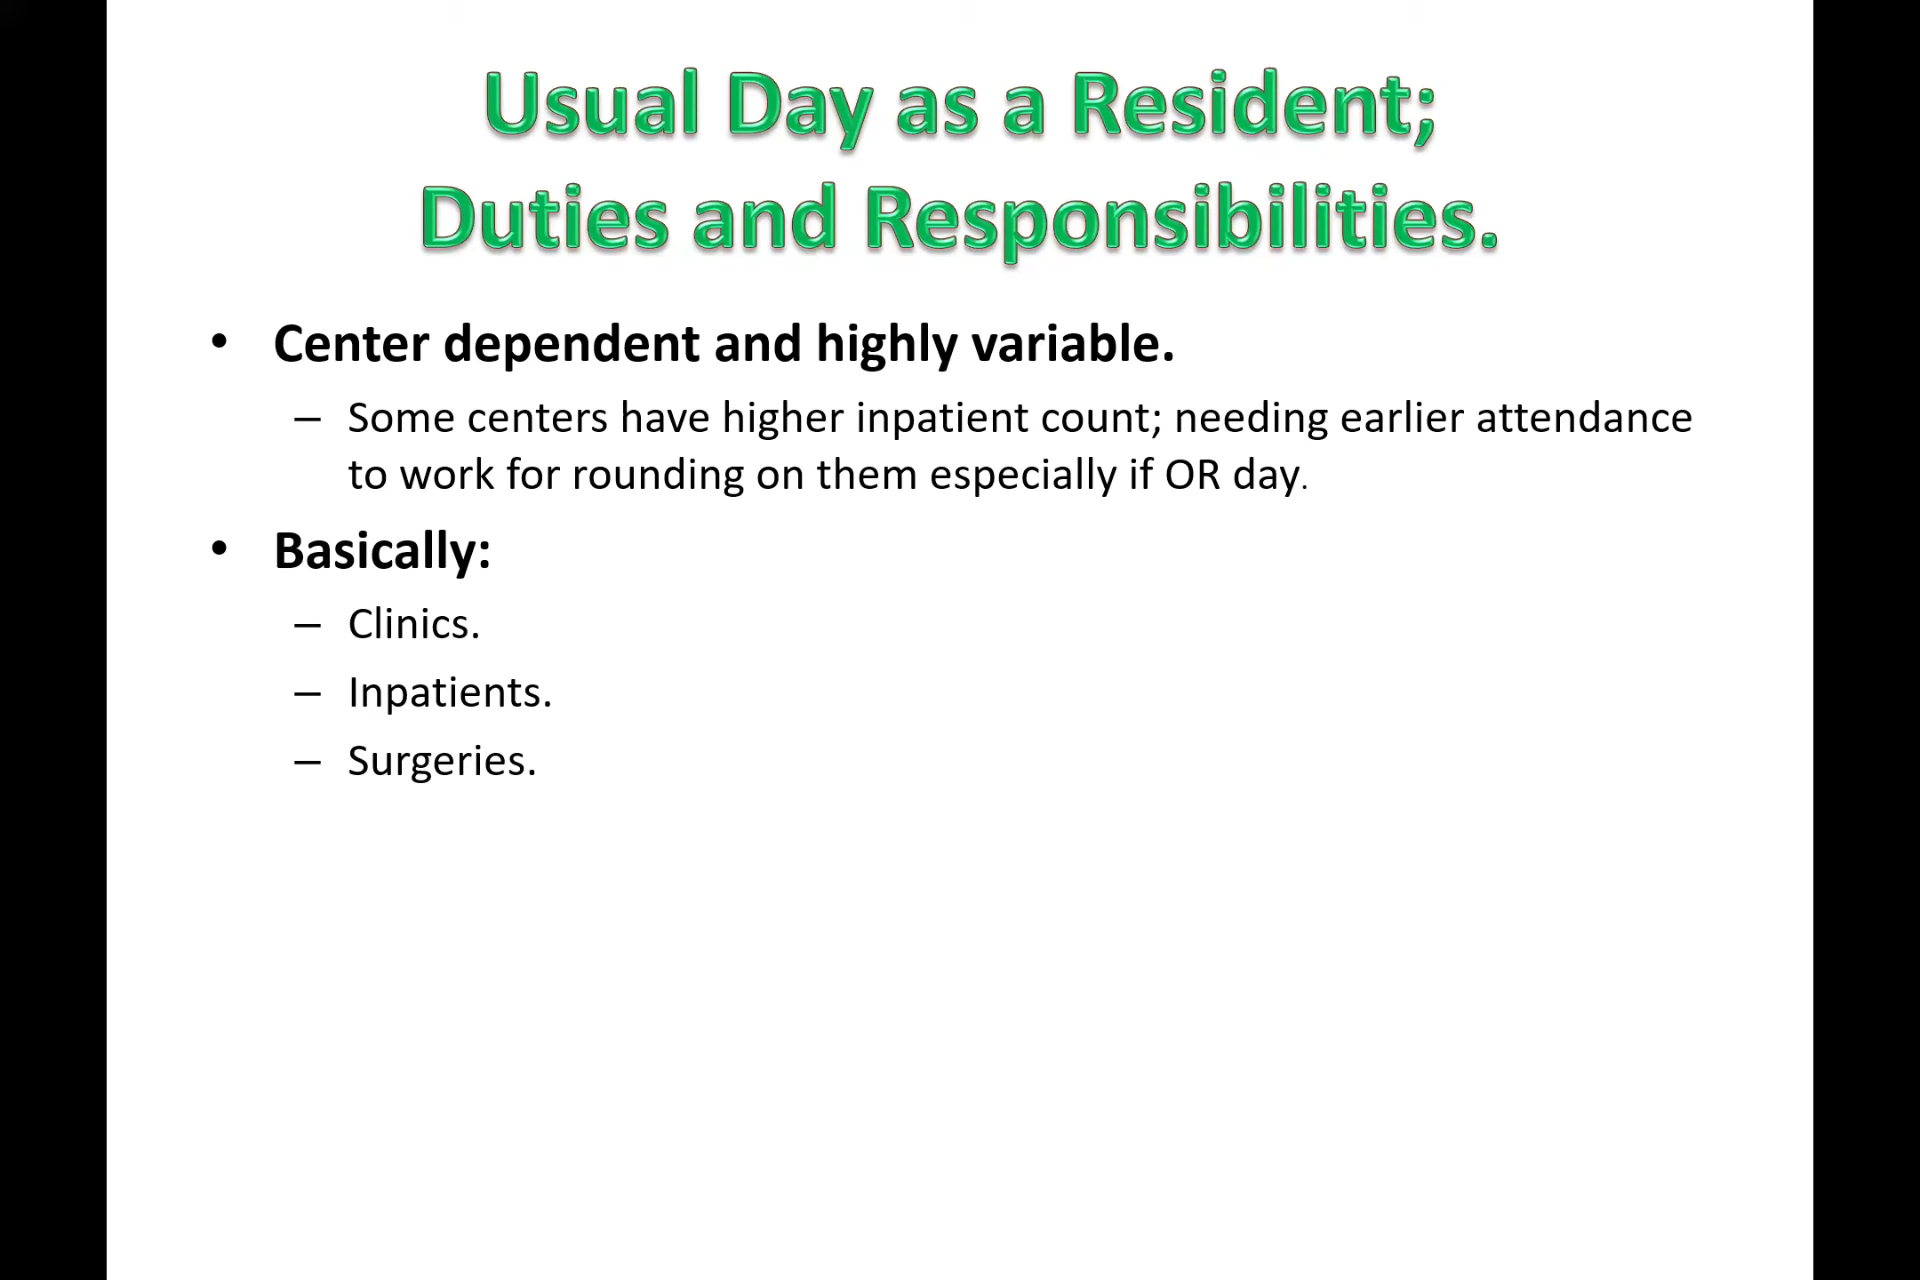 Usual Day as a Resident;
Duties and Responsibilities.
• Center dependent and highly variable.
– Some centers have higher inpatient count; needing earlier attendance
to work for rounding on them especially if OR day.
• Basically:
– Clinics.
– Inpatients.
– Surgeries.